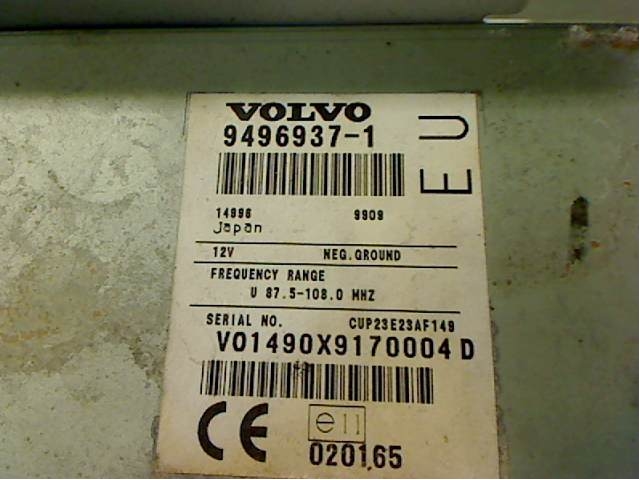 VOLVO
9496937-1
EU
14996 9909
Japan
12V NEG.GROUND
FREQUENCY RANGE
U 87.5-108.0 MHZ
SERIAL NO. CUP23E23AF149
V01490X9170004D
CE e11
020165